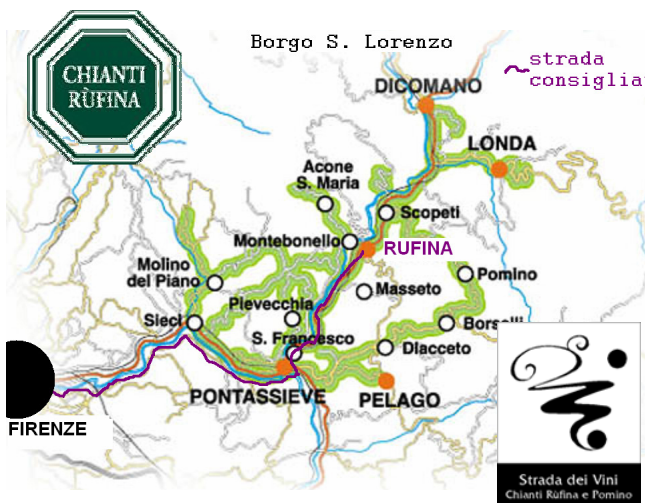 CHIANTI
RÙFINA
Borgo S. Lorenzo
strada
consigliat
DICOMANO
LONDA
Acone
S. Maria
Scopeti
Montebonello
RUFINA
Molino
del Piano
Pomino
Masseto
Pievecchia
Sieci
S. Francesco
Borselli
Diacceto
PONTASSIEVE
PELAGO
FIRENZE
Strada dei Vini
Chianti Rùfina e Pomino